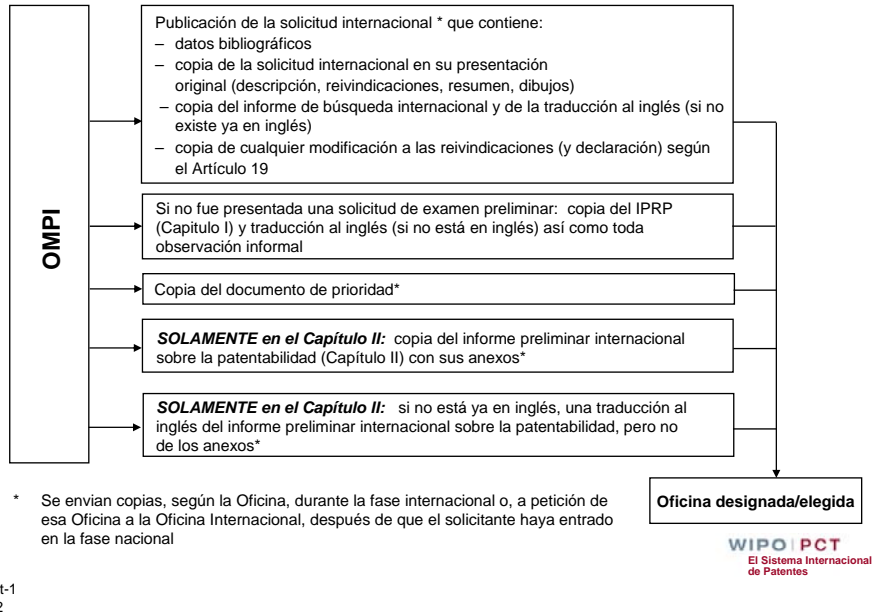 Publicación de la solicitud internacional * que contiene:
– datos bibliográficos
– copia de la solicitud internacional en su presentación
original (descripción, reivindicaciones, resumen, dibujos)
– copia del informe de búsqueda internacional y de la traducción al inglés (si no
existe ya en inglés)
– copia de cualquier modificación a las reivindicaciones (y declaración) según
el Artículo 19
OMPI
Si no fue presentada una solicitud de examen preliminar: copia del IPRP
(Capitulo I) y traducción al inglés (si no está en inglés) así como toda
observación informal
Copia del documento de prioridad*
SOLAMENTE en el Capítulo II: copia del informe preliminar internacional
sobre la patentabilidad (Capítulo II) con sus anexos*
SOLAMENTE en el Capítulo II: si no está ya en inglés, una traducción al
inglés del informe preliminar internacional sobre la patentabilidad, pero no
de los anexos*
* Se envian copias, según la Oficina, durante la fase internacional o, a petición de
esa Oficina a la Oficina Internacional, después de que el solicitante haya entrado
en la fase nacional
Oficina designada/elegida
WIPO|PCT
El Sistema Internacional
de Patentes
t-1
2